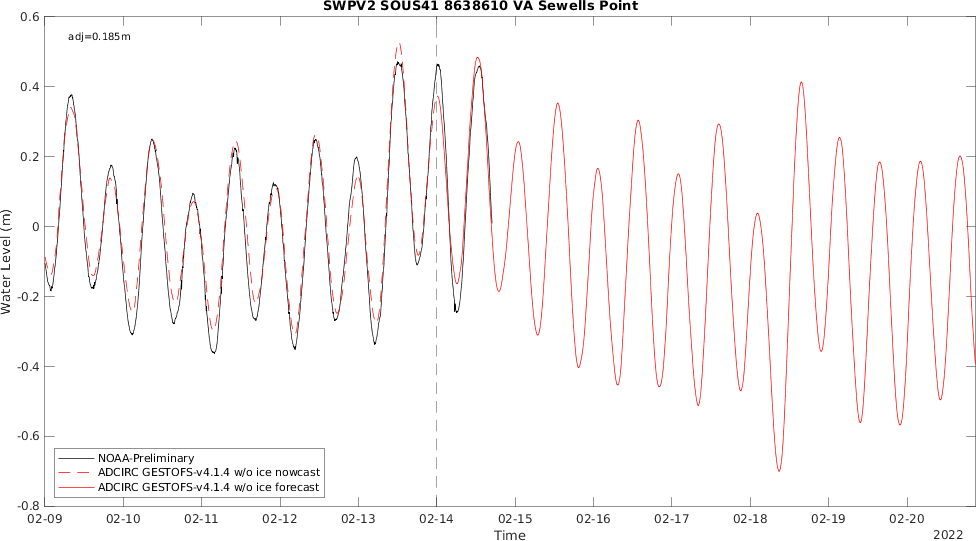 SWPV2 SOUS41 8638610 VA Sewells Point
adj=0.185m
0.6
0.4
0.2
0
-0.2
-0.4
-0.6
-0.8
Water Level (m)
NOAA-Preliminary
ADCIRC GESTOFS-v4.1.4 w/o ice nowcast
ADCIRC GESTOFS-v4.1.4 w/o ice forecast
02-09 02-10 02-11 02-12 02-13 02-14 02-15 02-16 02-17 02-18 02-19 02-20
Time
2022